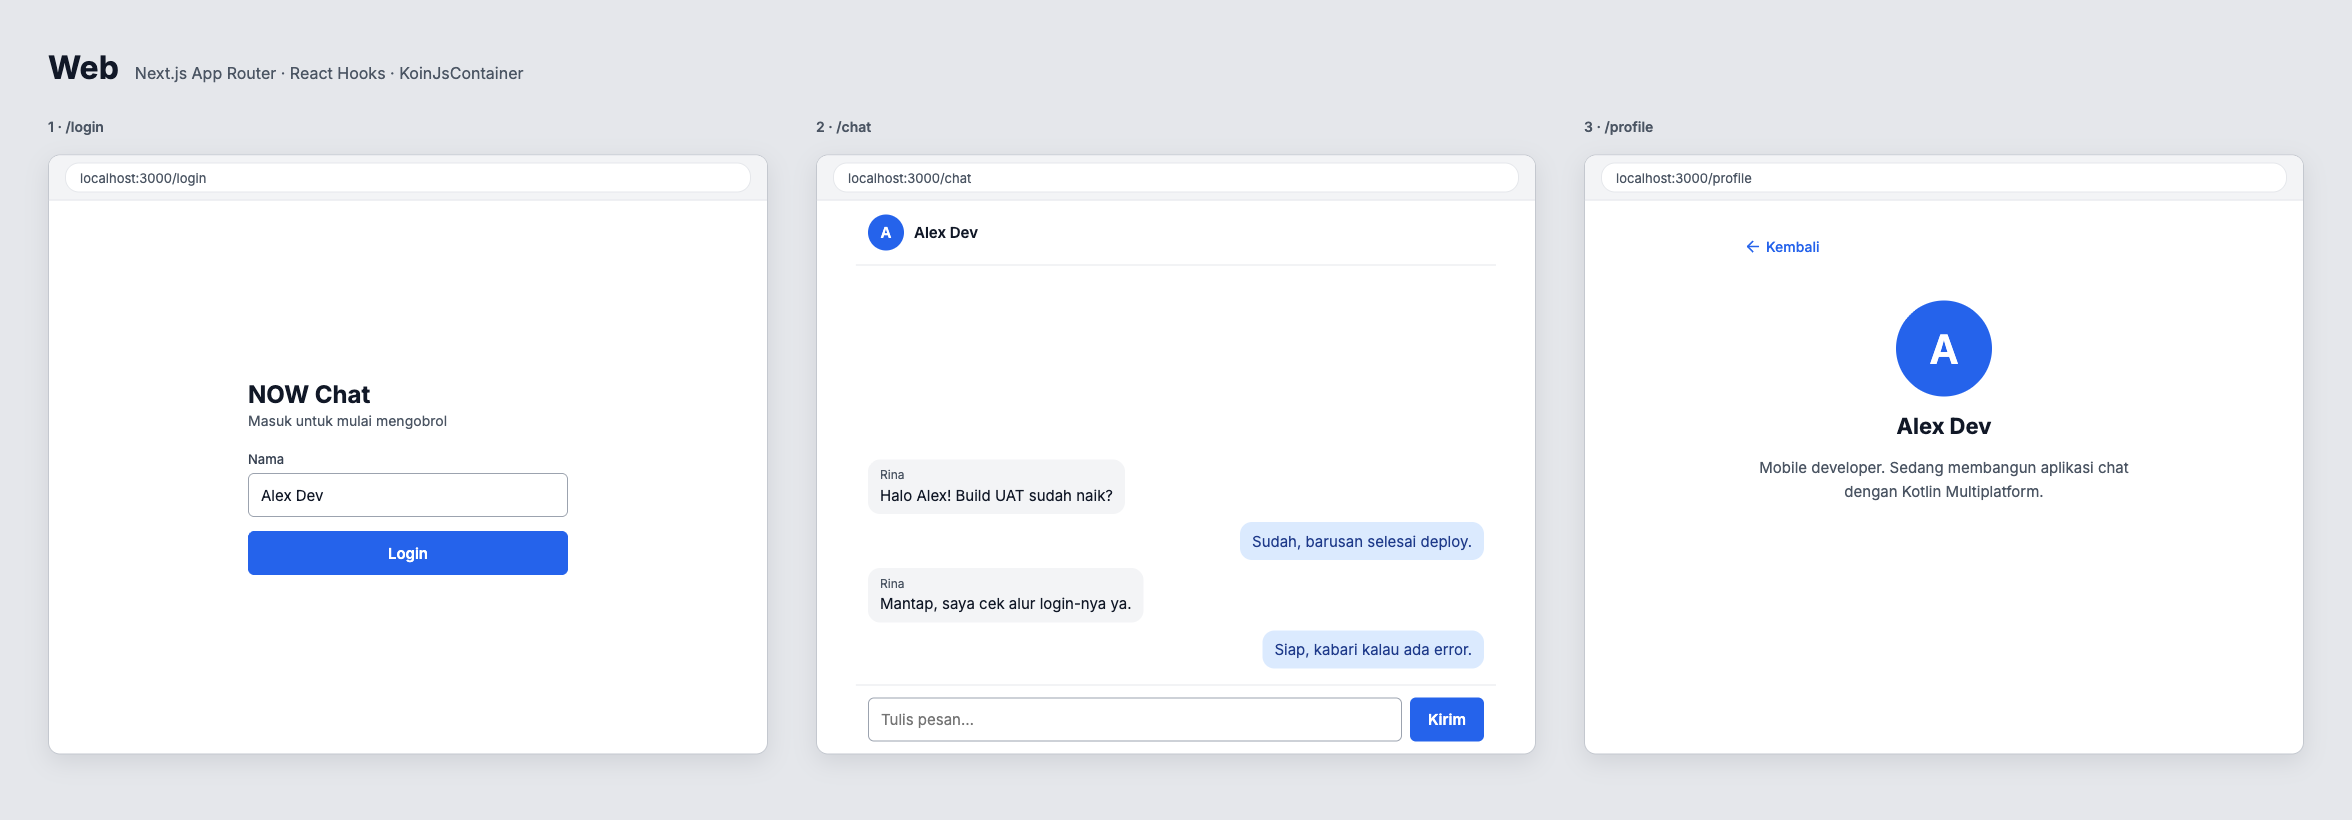 Web
Next.js App Router · React Hooks · KoinJsContainer
1 · /login
localhost:3000/login
NOW Chat
Masuk untuk mulai mengobrol
Nama
Alex Dev
Login
2 · /chat
localhost:3000/chat
A
Alex Dev
Rina
Halo Alex! Build UAT sudah naik?
Sudah, barusan selesai deploy.
Rina
Mantap, saya cek alur login-nya ya.
Siap, kabari kalau ada error.
Tulis pesan...
Kirim
3 · /profile
localhost:3000/profile
← Kembali
A
Alex Dev
Mobile developer. Sedang membangun aplikasi chat
dengan Kotlin Multiplatform.